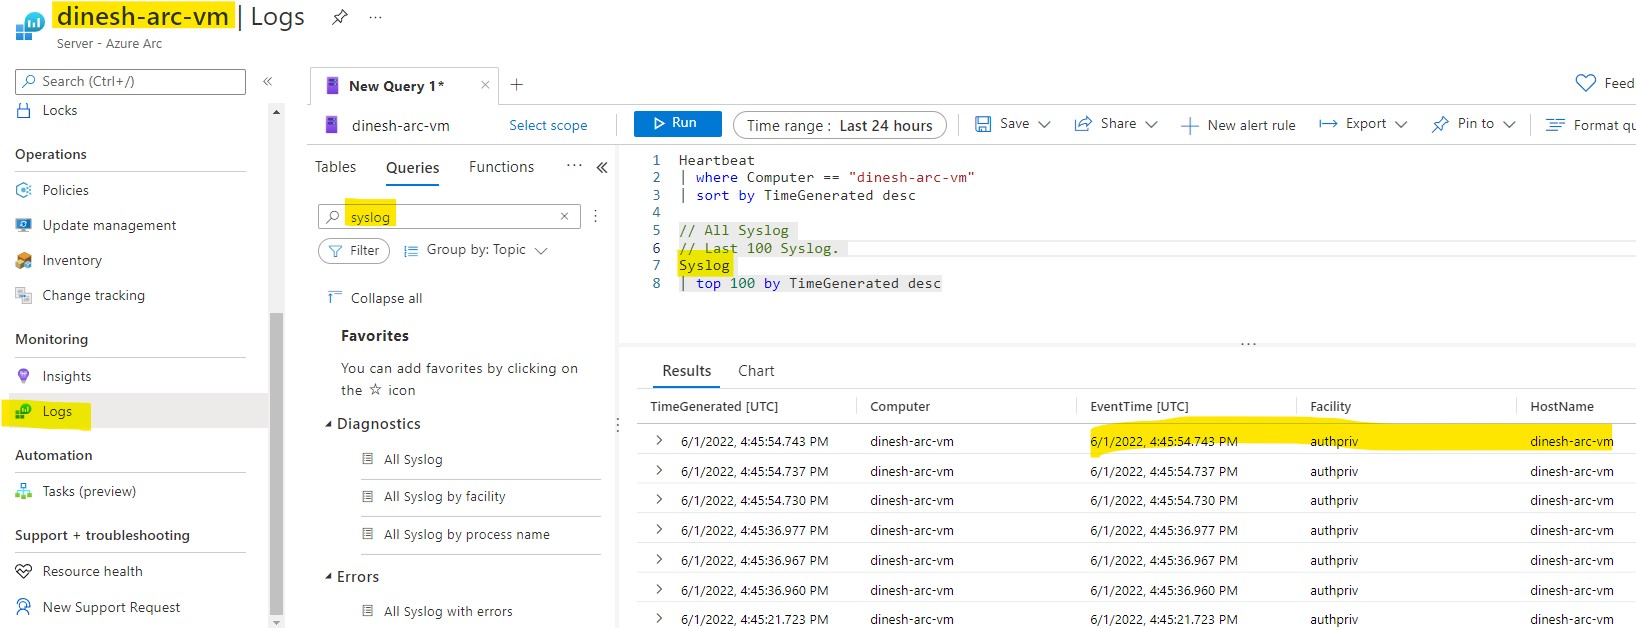 dinesh-arc-vm | Logs
Server - Azure Arc
Search (Ctrl+/)
Locks
Operations
Policies
Update management
Inventory
Change tracking
Monitoring
Insights
Logs
Automation
Tasks (preview)
Support + troubleshooting
Resource health
New Support Request
New Query 1*
Feed
dinesh-arc-vm
Select scope
Run
Time range : Last 24 hours
Save
Share
New alert rule
Export
Pin to
Format qu
Tables
Queries
Functions
syslog
Filter
Group by: Topic
Collapse all
Favorites
You can add favorites by clicking on
the ☆ icon
Diagnostics
All Syslog
All Syslog by facility
All Syslog by process name
Errors
All Syslog with errors
1 Heartbeat
2 | where Computer == "dinesh-arc-vm"
3 | sort by TimeGenerated desc
4
5 // All Syslog
6 // Last 100 Syslog.
7 Syslog
8 | top 100 by TimeGenerated desc
Results
Chart
TimeGenerated [UTC] Computer EventTime [UTC] Facility HostName
6/1/2022, 4:45:54.743 PM dinesh-arc-vm 6/1/2022, 4:45:54.743 PM authpriv dinesh-arc-vm
6/1/2022, 4:45:54.737 PM dinesh-arc-vm 6/1/2022, 4:45:54.737 PM authpriv dinesh-arc-vm
6/1/2022, 4:45:54.730 PM dinesh-arc-vm 6/1/2022, 4:45:54.730 PM authpriv dinesh-arc-vm
6/1/2022, 4:45:36.977 PM dinesh-arc-vm 6/1/2022, 4:45:36.977 PM authpriv dinesh-arc-vm
6/1/2022, 4:45:36.967 PM dinesh-arc-vm 6/1/2022, 4:45:36.967 PM authpriv dinesh-arc-vm
6/1/2022, 4:45:36.960 PM dinesh-arc-vm 6/1/2022, 4:45:36.960 PM authpriv dinesh-arc-vm
6/1/2022, 4:45:21.723 PM dinesh-arc-vm 6/1/2022, 4:45:21.723 PM authpriv dinesh-arc-vm